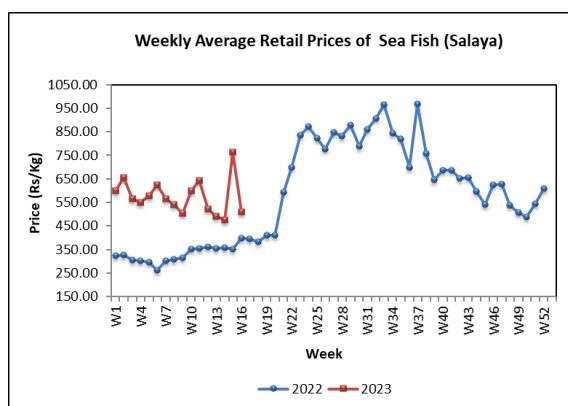 Weekly Average Retail Prices of Sea Fish (Salaya)
Price (Rs/Kg)
1050.00
950.00
850.00
750.00
650.00
550.00
450.00
350.00
250.00
150.00
W1 W4 W7 W10 W13 W16 W19 W22 W25 W28 W31 W34 W37 W40 W43 W46 W49 W52
Week
2022 2023